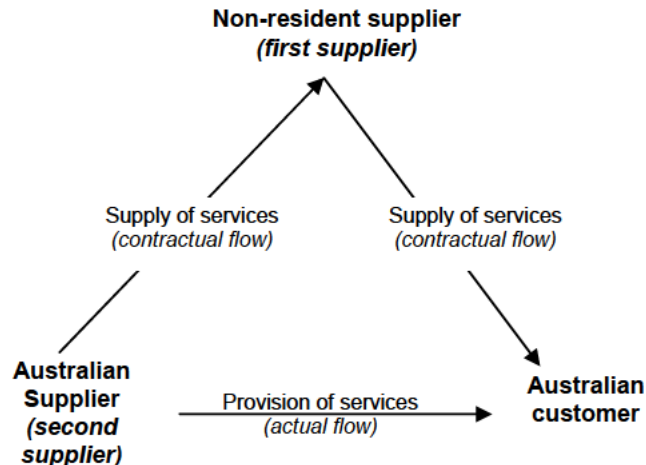 Non-resident supplier
(first supplier)
Supply of services
(contractual flow)
Supply of services
(contractual flow)
Australian
Supplier
(second
supplier)
Provision of services
(actual flow)
Australian
customer